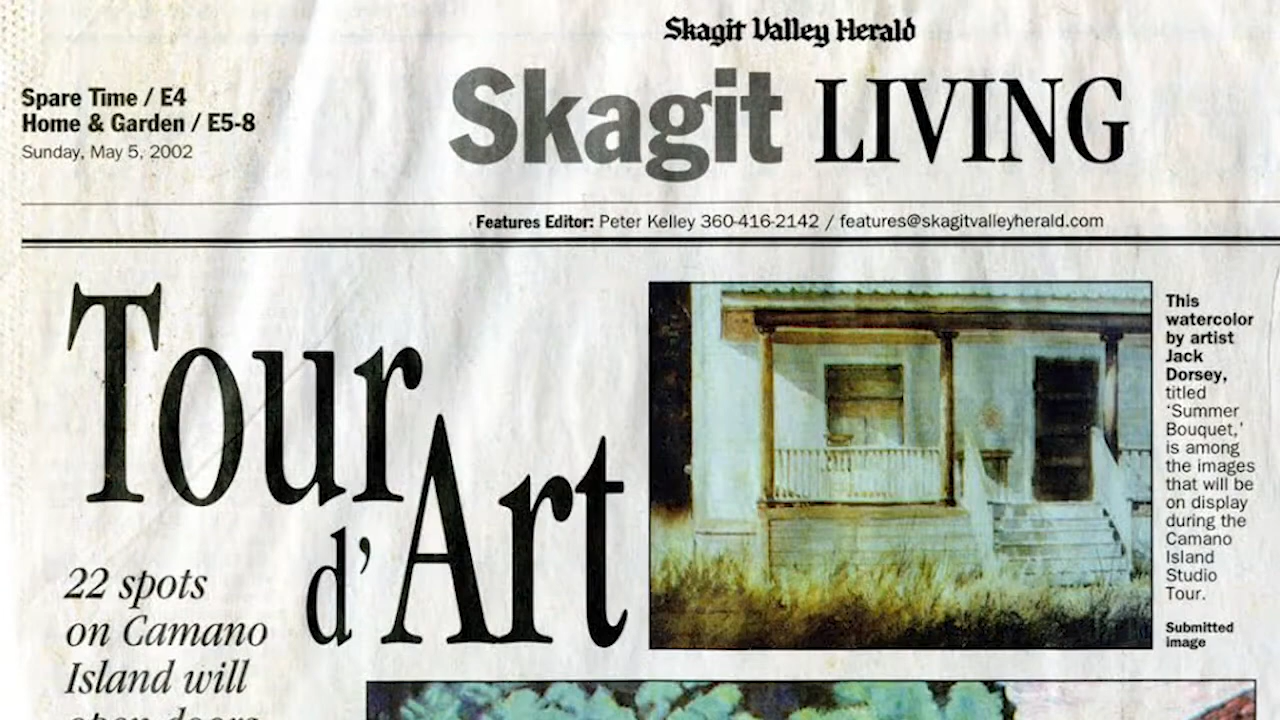 Skagit Valley Herald
Spare Time / E4
Home & Garden / E5-8
Sunday, May 5, 2002
Skagit LIVING
Features Editor: Peter Kelley 360-416-2142 / features@skagitvalleyherald.com
Tour
d'Art
22 spots
on Camano
Island will
open doors
This
watercolor
by artist
Jack
Dorsey,
titled
‘Summer
Bouquet,’
is among
the images
that will be
on display
during the
Camano
Island
Studio
Tour.
Submitted
image